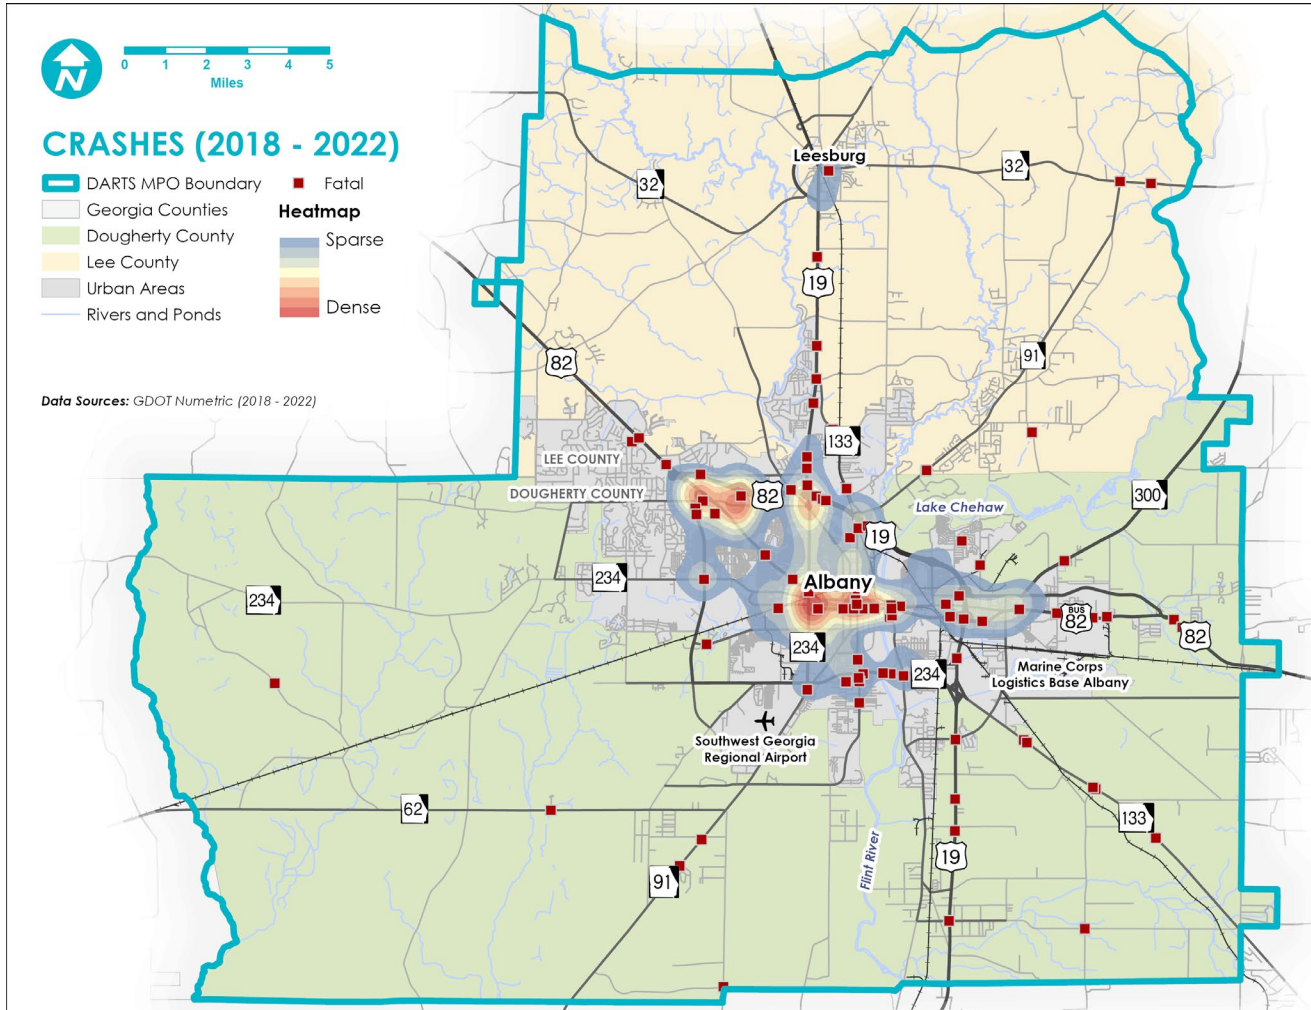 N
0 1 2 3 4 5
Miles
CRASHES (2018 - 2022)
DARTS MPO Boundary
Georgia Counties
Dougherty County
Lee County
Urban Areas
Rivers and Ponds
Fatal
Heatmap
Sparse
Dense
Data Sources: GDOT Numetric (2018 - 2022)
Leesburg
32
32
19
82
91
133
LEE COUNTY
DOUGHERTY COUNTY
82
300
Lake Chehaw
19
234
234
Albany
BUS
82
82
234
234
Marine Corps
Logistics Base Albany
Southwest Georgia
Regional Airport
62
133
Flint River
19
91